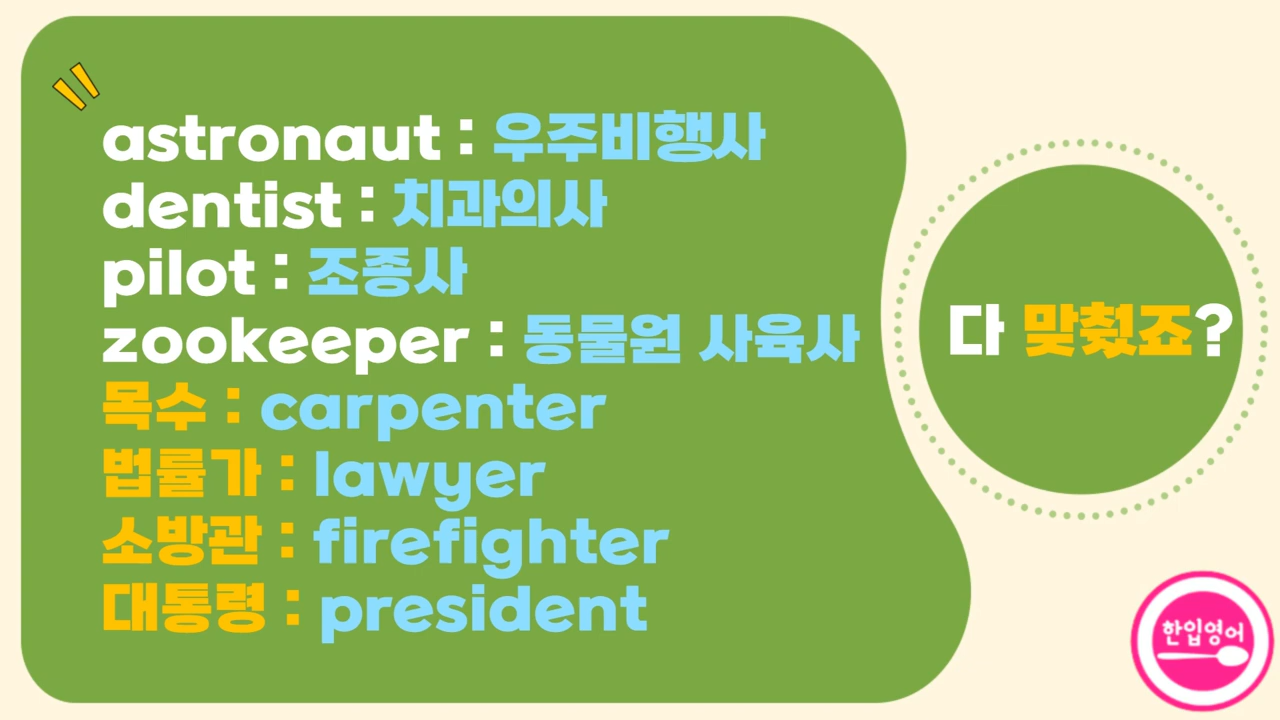 astronaut : 우주비행사
dentist : 치과의사
pilot : 조종사
zookeeper : 동물원 사육사
목수 : carpenter
법률가 : lawyer
소방관 : firefighter
대통령 : president
다 맞췄죠?
한입영어